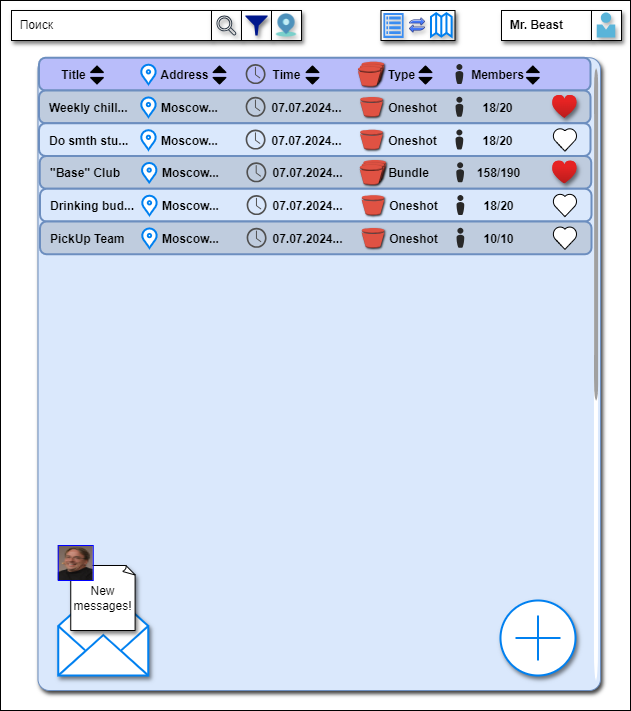 Поиск
Mr. Beast
Title Address Time Type Members
Weekly chill... Moscow... 07.07.2024... Oneshot 18/20
Do smth stu... Moscow... 07.07.2024... Oneshot 18/20
"Base" Club Moscow... 07.07.2024... Bundle 158/190
Drinking bud... Moscow... 07.07.2024... Oneshot 18/20
PickUp Team Moscow... 07.07.2024... Oneshot 10/10
New
messages!